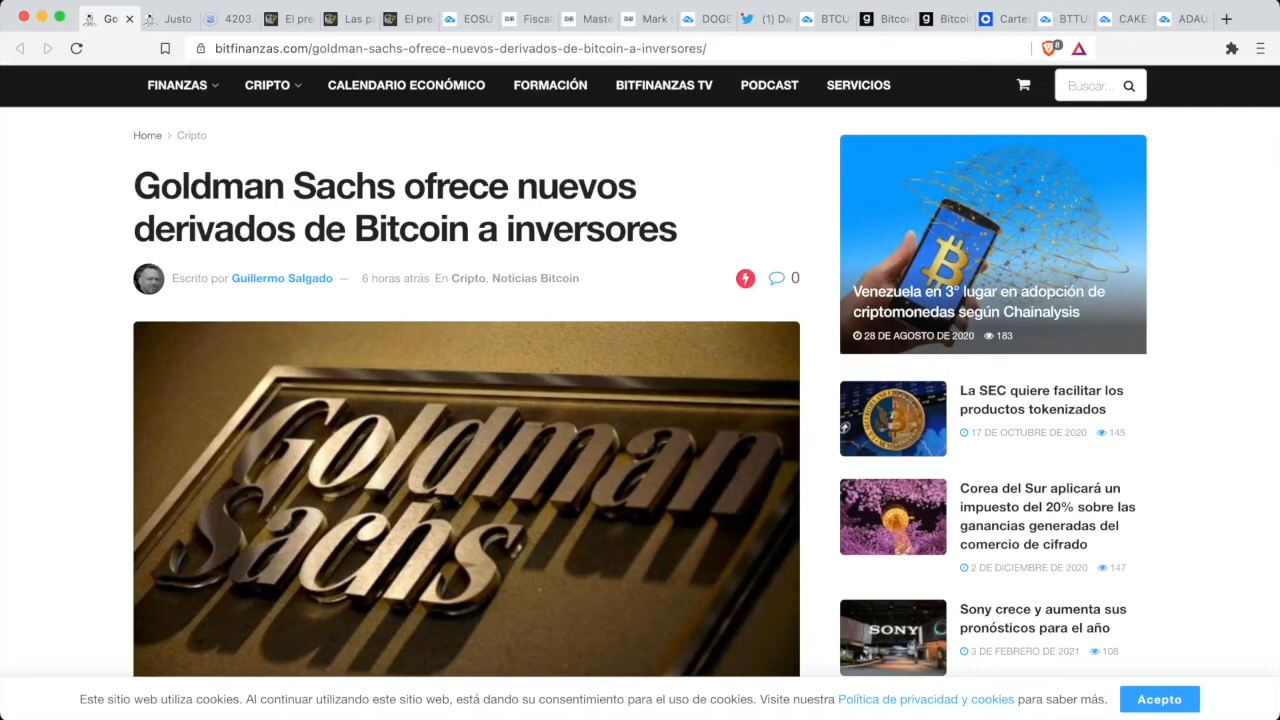 Go
Justo
4203
El pre
Las p
El pre
EOSU
Fiscal
Maste
Mark
DOGE
(1) Da
BTCU
Bitcoi
Bitcoi
Carte
BTTU
CAKE
ADAU
bitfinanzas.com/goldman-sachs-ofrece-nuevos-derivados-de-bitcoin-a-inversores/
8
FINANZAS CRIPTO CALENDARIO ECONÓMICO FORMACIÓN BITFINANZAS TV PODCAST SERVICIOS
Buscar...
Home > Cripto
Goldman Sachs ofrece nuevos
derivados de Bitcoin a inversores
Escrito por Guillermo Salgado — 6 horas atrás En Cripto, Noticias Bitcoin
0
Goldman
Sachs
Venezuela en 3° lugar en adopción de
criptomonedas según Chainalysis
28 DE AGOSTO DE 2020 183
La SEC quiere facilitar los
productos tokenizados
17 DE OCTUBRE DE 2020 145
Corea del Sur aplicará un
impuesto del 20% sobre las
ganancias generadas del
comercio de cifrado
2 DE DICIEMBRE DE 2020 147
SONY
Sony crece y aumenta sus
pronósticos para el año
3 DE FEBRERO DE 2021 108
Este sitio web utiliza cookies. Al continuar utilizando este sitio web, está dando su consentimiento para el uso de cookies. Visite nuestra Política de privacidad y cookies para saber más.
Acepto